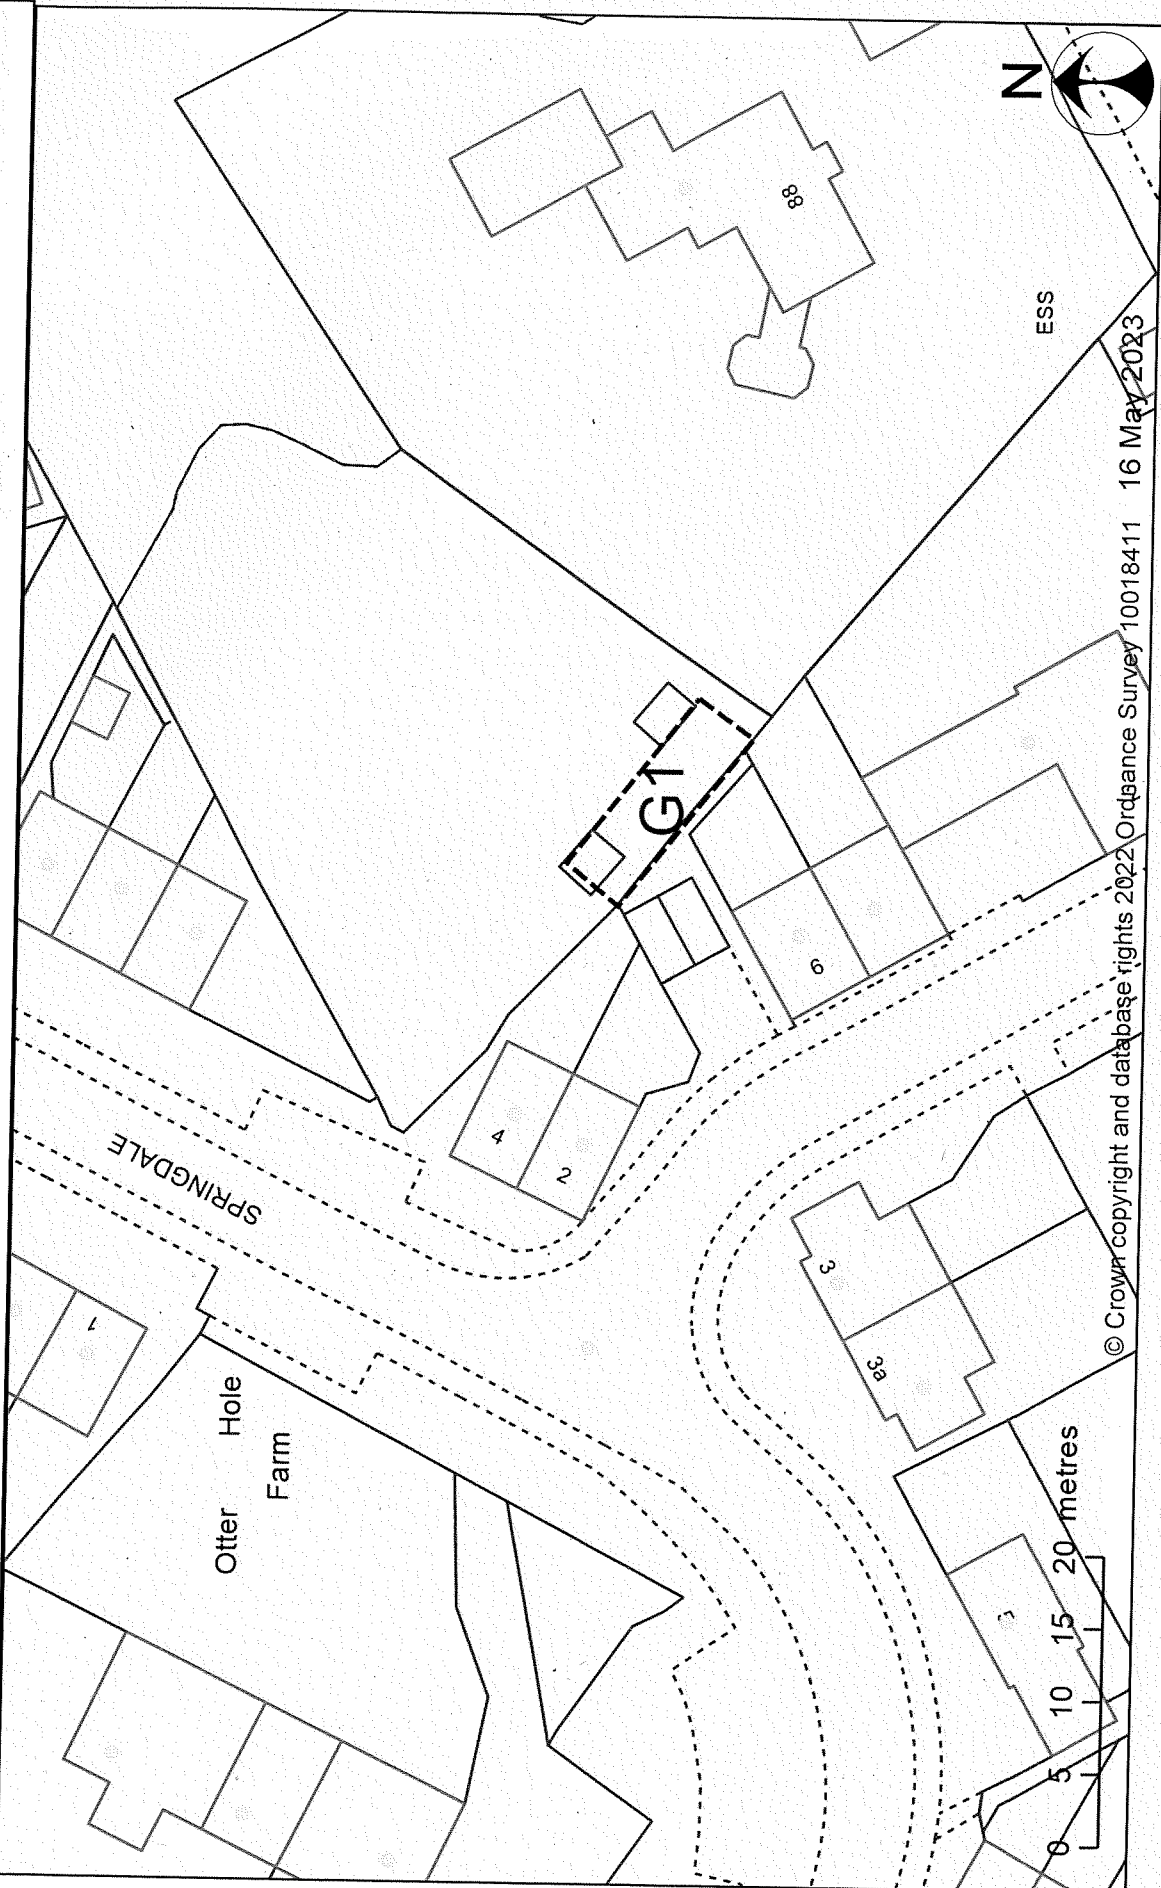 N
88
ESS
G1
6
4
2
SPRINGDALE
1
Otter Hole
Farm
3
3a
0 5 10 15 20 metres
© Crown copyright and database rights 2022 Ordnance Survey 10018411 16 May 2023